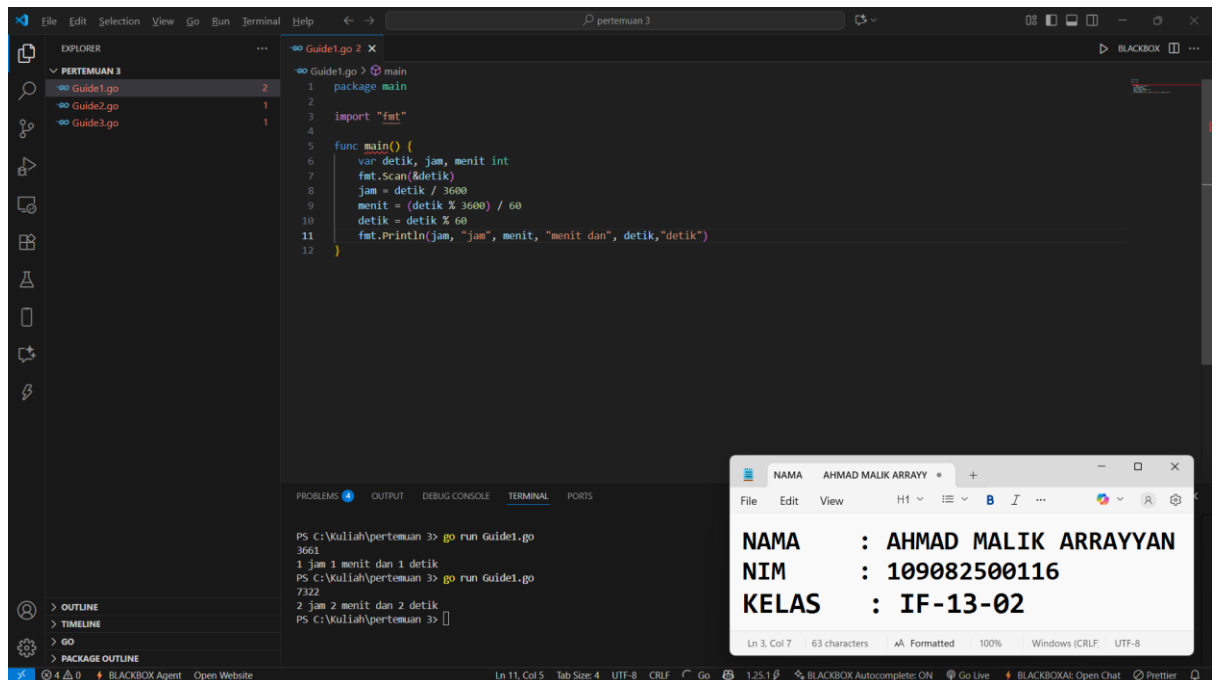 File Edit Selection View Go Run Terminal Help
pertemuan 3
EXPLORER
PERTEMUAN 3
Guide1.go 2
Guide2.go 1
Guide3.go 1
OUTLINE
TIMELINE
GO
PACKAGE OUTLINE
Guide1.go 2
BLACKBOX
Guide1.go > main
1 package main
2
3 import "fmt"
4
5 func main() {
6 var detik, jam, menit int
7 fmt.Scan(&detik)
8 jam = detik / 3600
9 menit = (detik % 3600) / 60
10 detik = detik % 60
11 fmt.Println(jam, "jam", menit, "menit dan", detik,"detik")
12 }
PROBLEMS 4 OUTPUT DEBUG CONSOLE TERMINAL PORTS
PS C:\Kuliah\pertemuan 3> go run Guide1.go
3661
1 jam 1 menit dan 1 detik
PS C:\Kuliah\pertemuan 3> go run Guide1.go
7322
2 jam 2 menit dan 2 detik
PS C:\Kuliah\pertemuan 3>
NAMA AHMAD MALIK ARRAYY
File Edit View H1 B I
NAMA : AHMAD MALIK ARRAYYAN
NIM : 109082500116
KELAS : IF-13-02
Ln 3, Col 7 63 characters Formatted 100% Windows (CRLF, UTF-8
4 0 BLACKBOX Agent Open Website Ln 11, Col 5 Tab Size: 4 UTF-8 CRLF Go 1.25.1 BLACKBOX Autocomplete: ON Go Live BLACKBOXAI: Open Chat Prettier